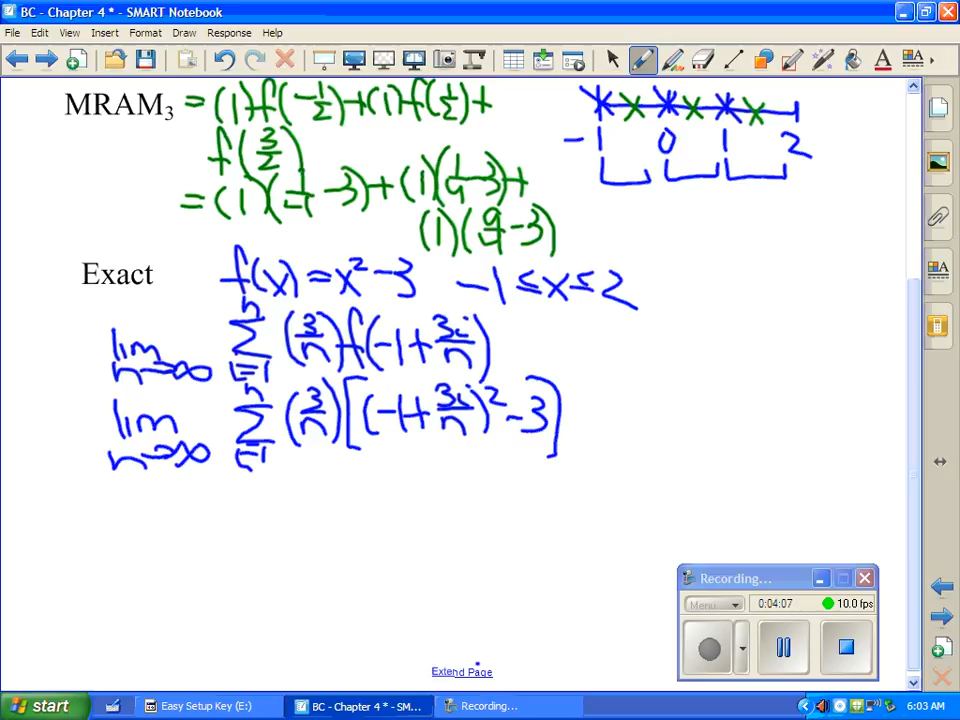 BC - Chapter 4 * - SMART Notebook
File Edit View Insert Format Draw Response Help
MRAM₃ = (1)f(-1/2)+(1)f(1/2)+
f(3/2)
= (1)(1/4 -3)+(1)(1/4 -3)+
(1)(9/4 -3)
-1 0 1 2
Exact f(x) = x² -3 -1 ≤ x ≤ 2
lim n→∞ Σ i=1 n (3/n) f(-1+3i/n)
lim n→∞ Σ i=1 n (3/n)[(-1+3i/n)² -3]
Recording...
Menu 0:04:07 10.0 fps
Extend Page
start Easy Setup Key (E:) BC - Chapter 4 * - SM... Recording... 6:03 AM